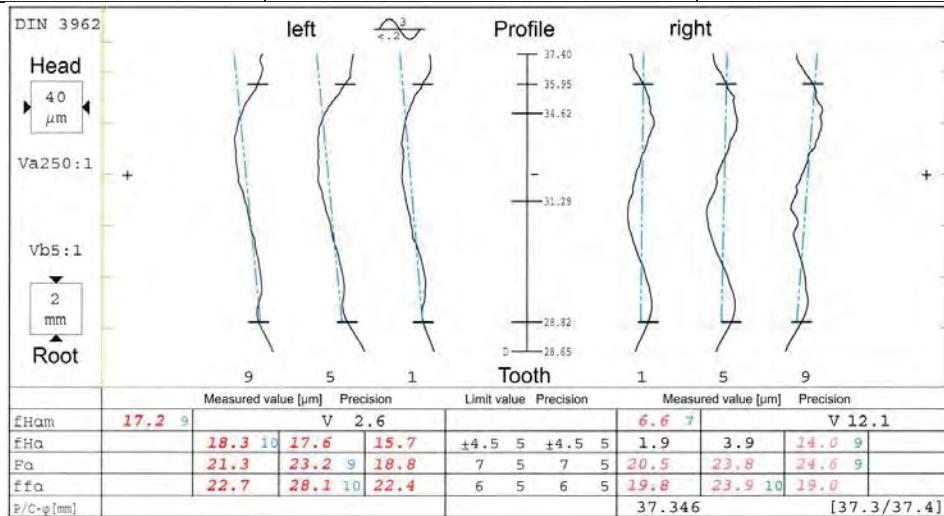 DIN 3962 left 3 <.2 Profile right
Head
40
µm
Va250:1
Vb5:1
2
mm
Root
37.40
35.95
34.62
31.29
28.82
D 28.65
9 5 1 Tooth 1 5 9
Measured value [µm] Precision Limit value Precision Measured value [µm] Precision
fHαm 17.2 9 V 2.6 6.6 7 V 12.1
fHα 18.3 10 17.6 15.7 ±4.5 5 ±4.5 5 1.9 3.9 14.0 9
Fα 21.3 23.2 9 18.8 7 5 7 5 20.5 23.8 24.6 9
ffα 22.7 28.1 10 22.4 6 5 6 5 19.8 23.9 10 19.0
P/C-φ[mm] 37.346 [37.3/37.4]